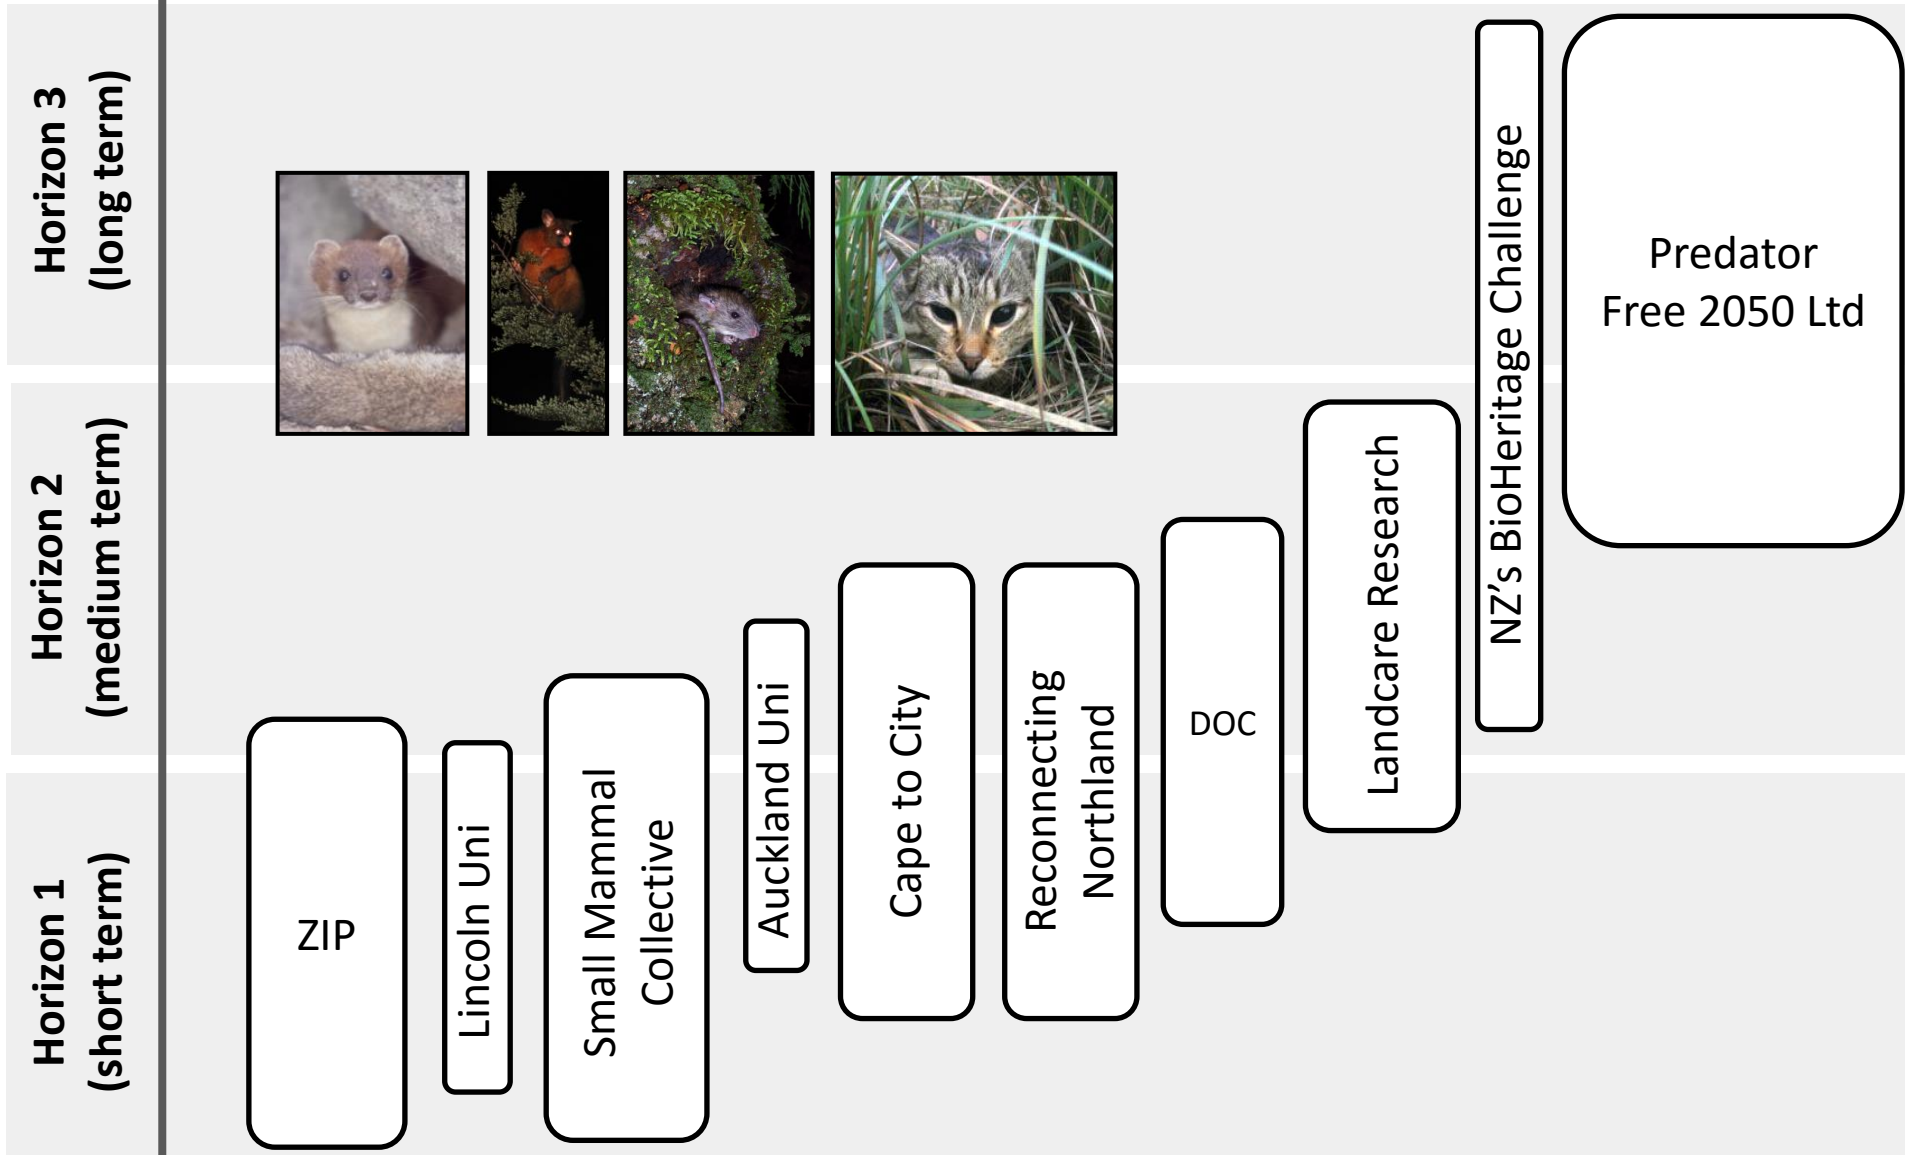 Horizon 3
(long term)
Horizon 2
(medium term)
Horizon 1
(short term)
ZIP
Lincoln Uni
Small Mammal
Collective
Auckland Uni
Cape to City
Reconnecting
Northland
DOC
Landcare Research
NZ’s BioHeritage Challenge
Predator
Free 2050 Ltd